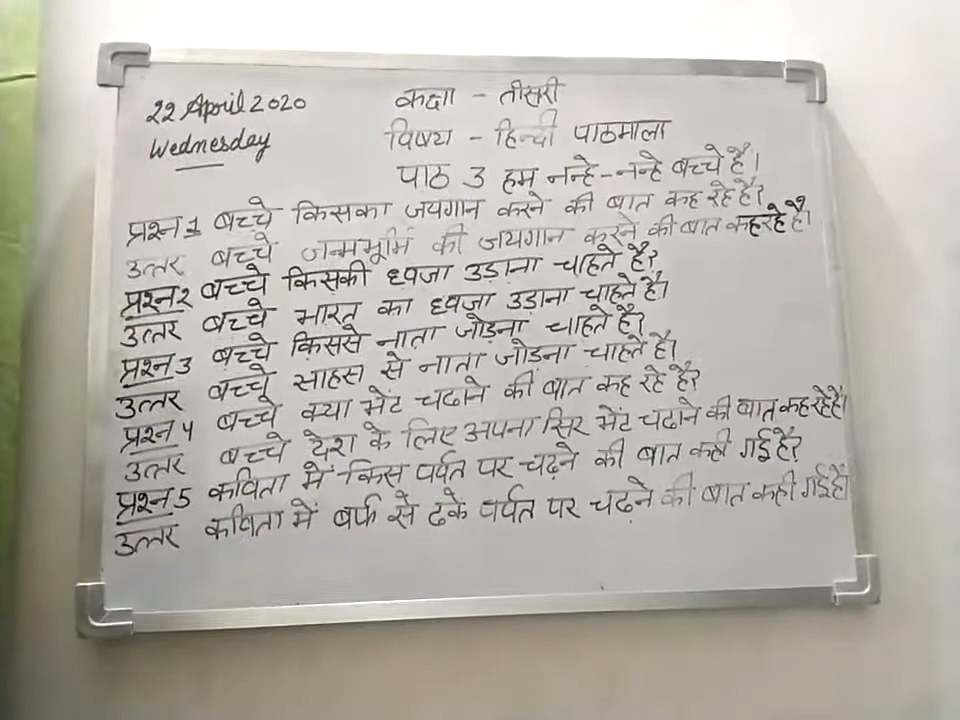 22 April 2020
Wednesday
कक्षा - तीसरी
विषय - हिन्दी पाठमाला
पाठ 3 हम नन्हे-नन्हे बच्चे हैं।
प्रश्न 1 बच्चे किसका जयगान करने की बात कह रहे हैं?
उत्तर बच्चे जन्मभूमि की जयगान करने की बात कह रहे हैं।
प्रश्न 2 बच्चे किसकी ध्वजा उड़ाना चाहते हैं?
उत्तर बच्चे भारत का ध्वजा उड़ाना चाहते हैं।
प्रश्न 3 बच्चे किससे नाता जोड़ना चाहते हैं?
उत्तर बच्चे साहस से नाता जोड़ना चाहते हैं।
प्रश्न 4 बच्चे क्या भेंट चढाने की बात कह रहे हैं?
उत्तर बच्चे देश के लिए अपना सिर भेंट चढाने की बात कह रहे हैं।
प्रश्न 5 कविता में किस पर्वत पर चढ़ने की बात कही गई है?
उत्तर कविता में बर्फ से ढके पर्वत पर चढ़ने की बात कही गई है।